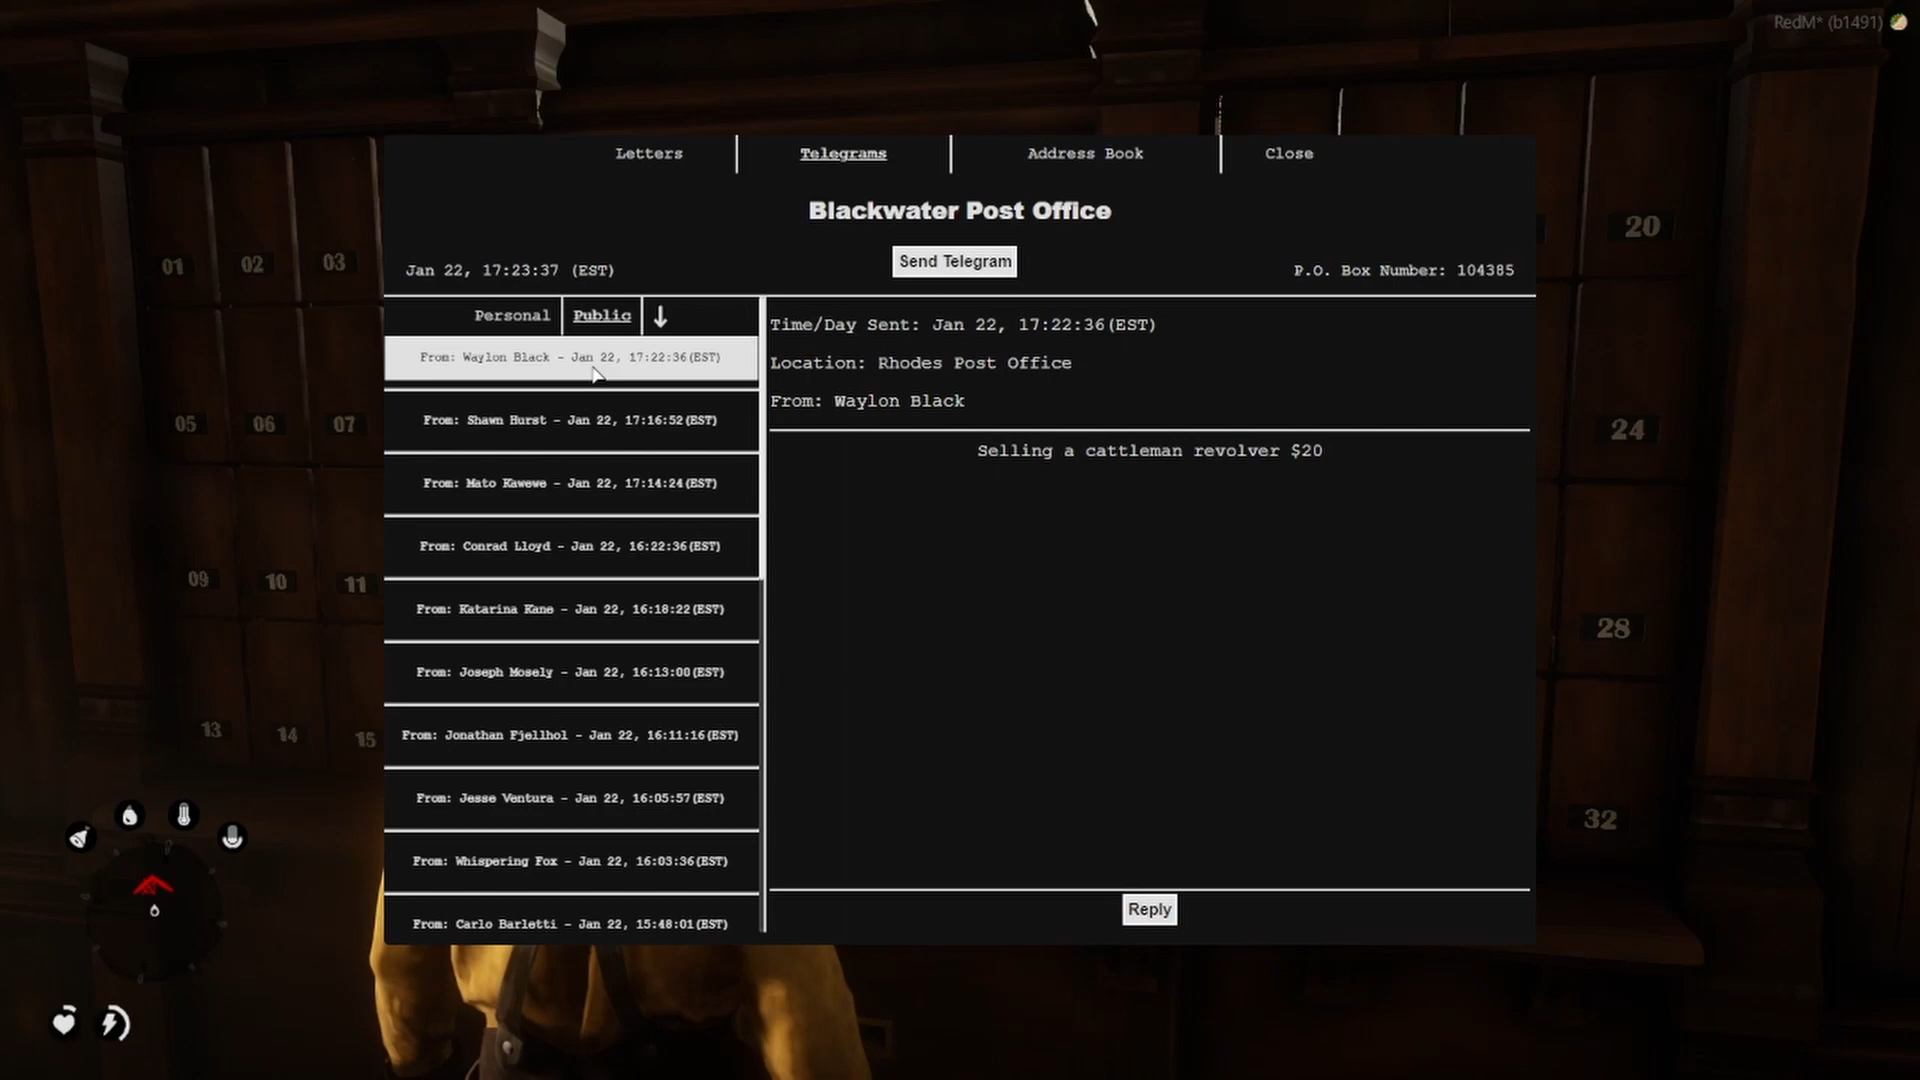 RedM* (b1491)
Letters
Telegrams
Address Book
Close
Blackwater Post Office
Send Telegram
Jan 22, 17:23:37 (EST)
P.O. Box Number: 104385
Personal
Public
From: Waylon Black - Jan 22, 17:22:36(EST)
From: Shawn Hurst - Jan 22, 17:16:52(EST)
From: Mato Kawewe - Jan 22, 17:14:24(EST)
From: Conrad Lloyd - Jan 22, 16:22:36(EST)
From: Katarina Kane - Jan 22, 16:18:22(EST)
From: Joseph Mosely - Jan 22, 16:13:00(EST)
From: Jonathan Fjellhol - Jan 22, 16:11:16(EST)
From: Jesse Ventura - Jan 22, 16:05:57(EST)
From: Whispering Fox - Jan 22, 16:03:36(EST)
From: Carlo Barletti - Jan 22, 15:48:01(EST)
Time/Day Sent: Jan 22, 17:22:36(EST)
Location: Rhodes Post Office
From: Waylon Black
Selling a cattleman revolver $20
Reply
01 02 03
05 06 07
09 10 11
13 14 15
20
24
28
32